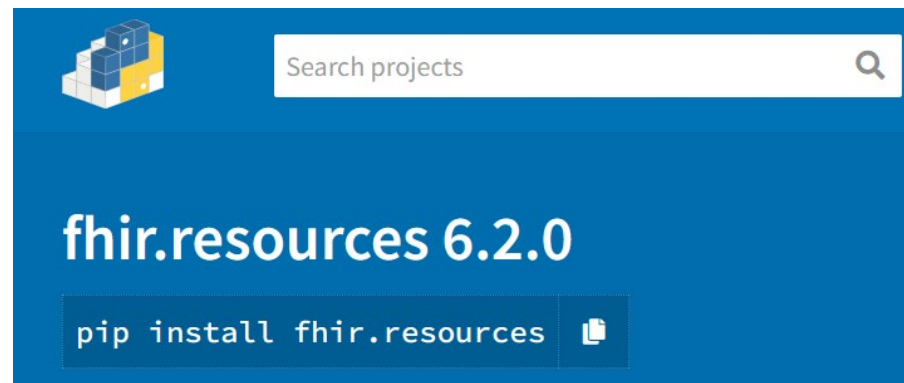 Search projects
fhir.resources 6.2.0
pip install fhir.resources